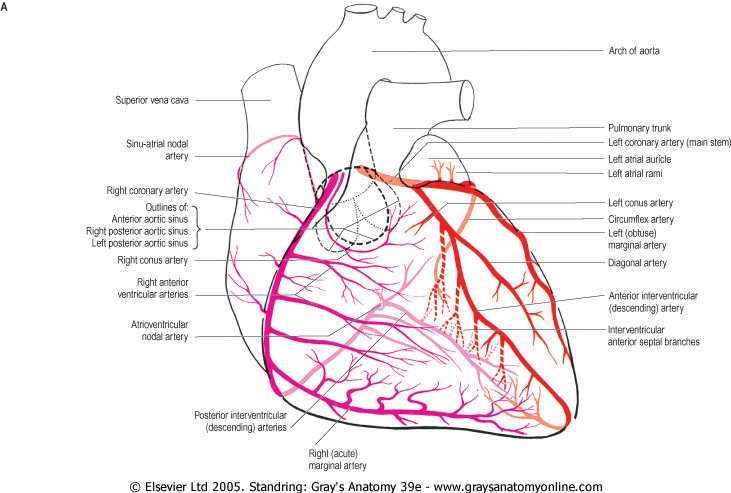 A
Arch of aorta
Superior vena cava
Pulmonary trunk
Left coronary artery (main stem)
Sinu-atrial nodal
artery
Left atrial auricle
Left atrial rami
Right coronary artery
Outlines of:
Anterior aortic sinus
Right posterior aortic sinus
Left posterior aortic sinus
Left conus artery
Circumflex artery
Left (obtuse)
marginal artery
Right conus artery
Diagonal artery
Right anterior
ventricular arteries
Anterior interventricular
(descending) artery
Atrioventricular
nodal artery
Interventricular
anterior septal branches
Posterior interventricular
(descending) arteries
Right (acute)
marginal artery
© Elsevier Ltd 2005. Standring: Gray's Anatomy 39e - www.graysanatomyonline.com